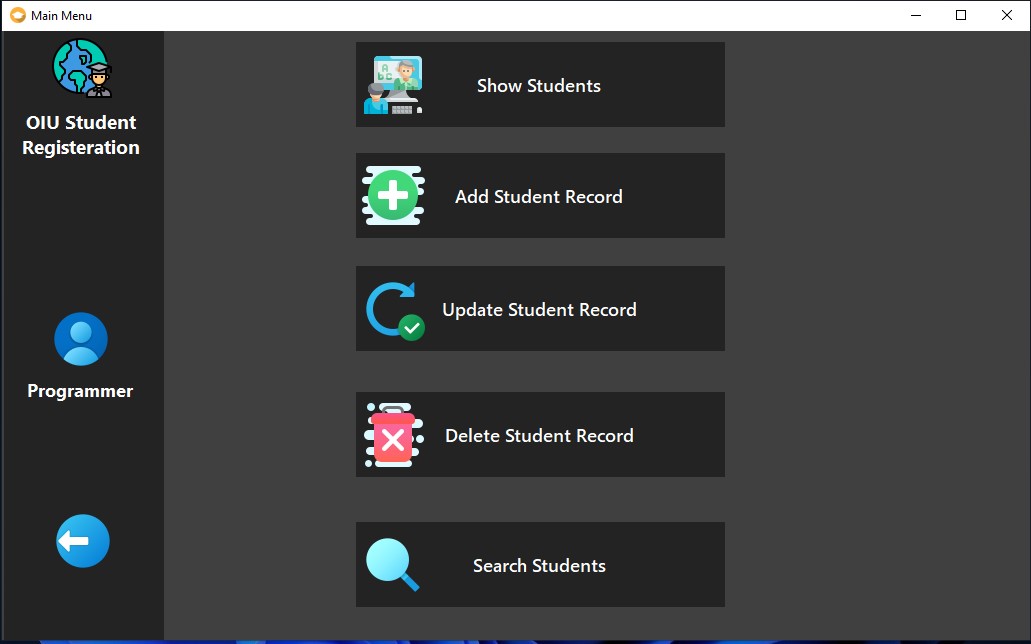 Main Menu
OIU Student
Registeration
Programmer
Show Students
Add Student Record
Update Student Record
Delete Student Record
Search Students